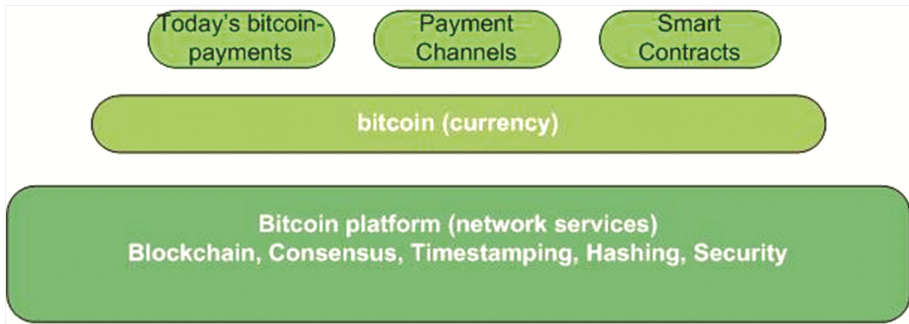 Today's bitcoin-
payments
Payment
Channels
Smart
Contracts
bitcoin (currency)
Bitcoin platform (network services)
Blockchain, Consensus, Timestamping, Hashing, Security